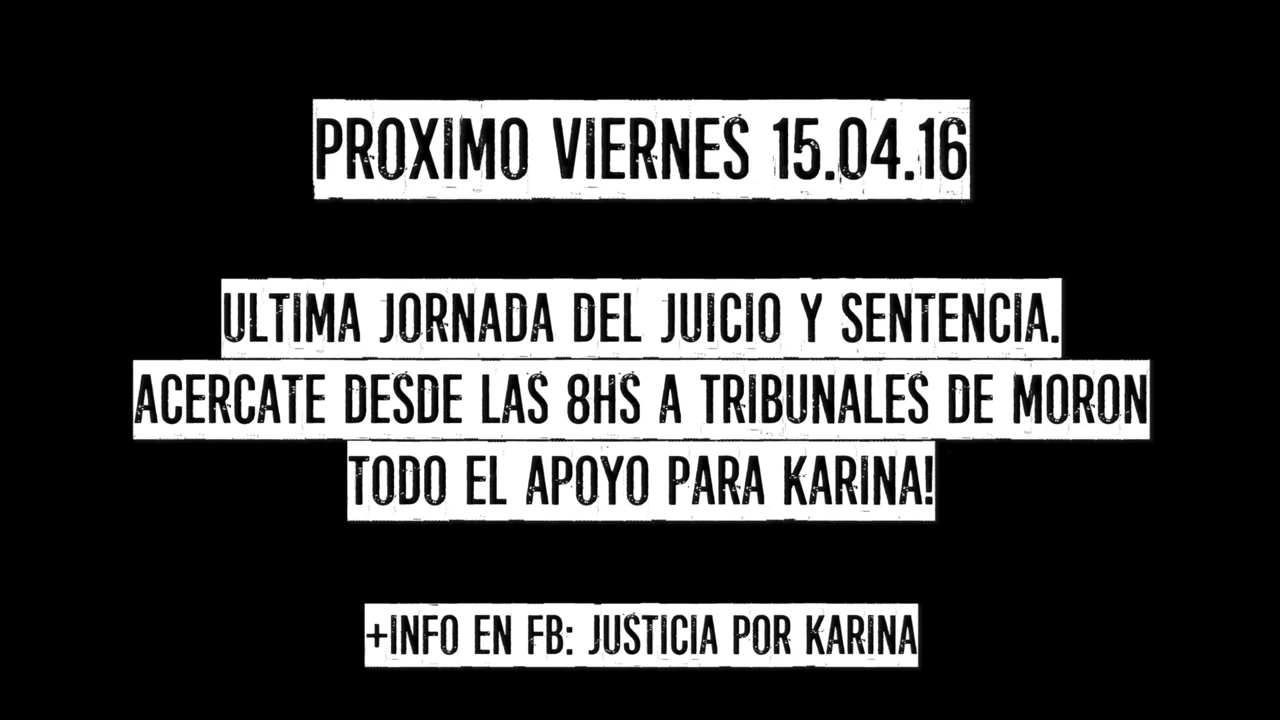 PROXIMO VIERNES 15.04.16
ULTIMA JORNADA DEL JUICIO Y SENTENCIA.
ACERCATE DESDE LAS 8HS A TRIBUNALES DE MORON
TODO EL APOYO PARA KARINA!
+INFO EN FB: JUSTICIA POR KARINA